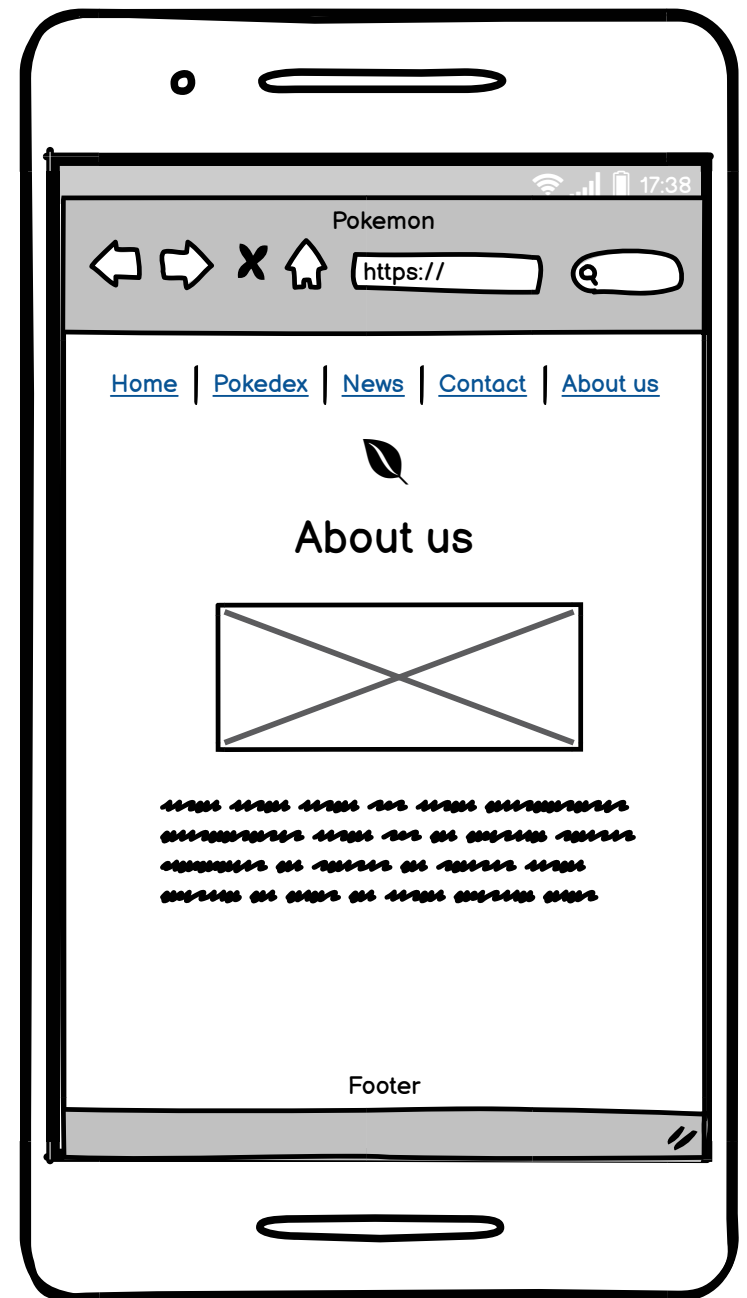 17:38
Pokemon
https://
Home | Pokedex | News | Contact | About us
About us
Footer